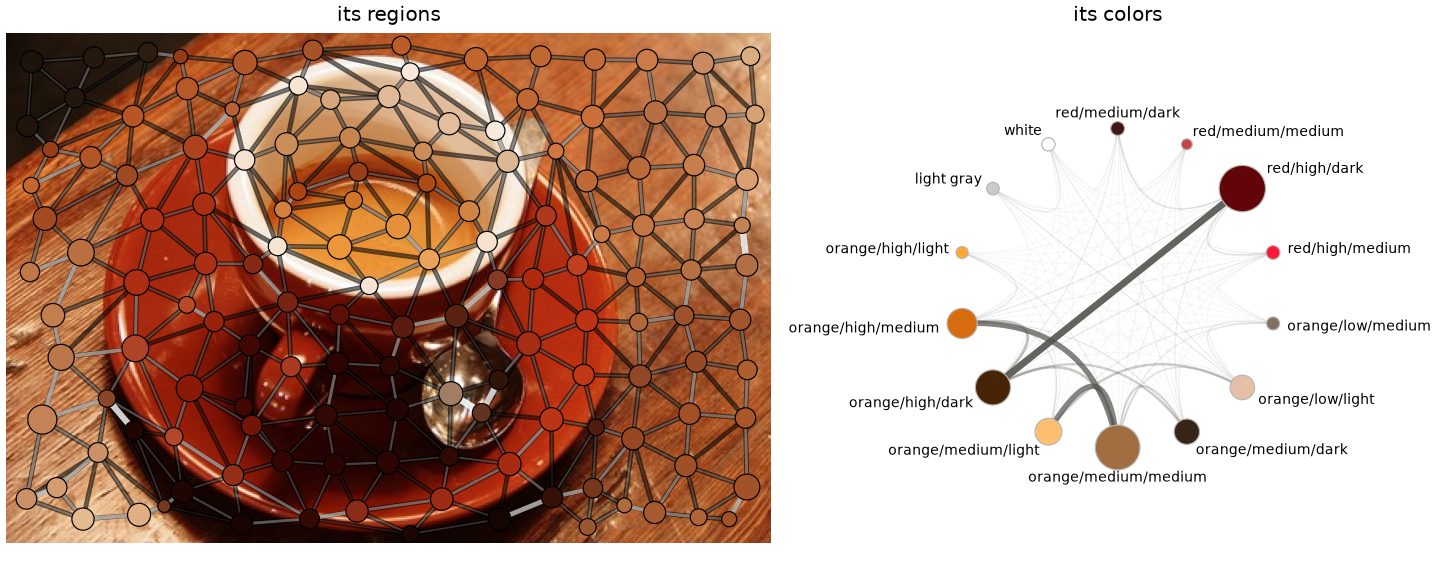 its regions
its colors
red/medium/dark
white
red/medium/medium
light gray
red/high/dark
orange/high/light
red/high/medium
orange/high/medium
orange/low/medium
orange/high/dark
orange/low/light
orange/medium/light
orange/medium/dark
orange/medium/medium